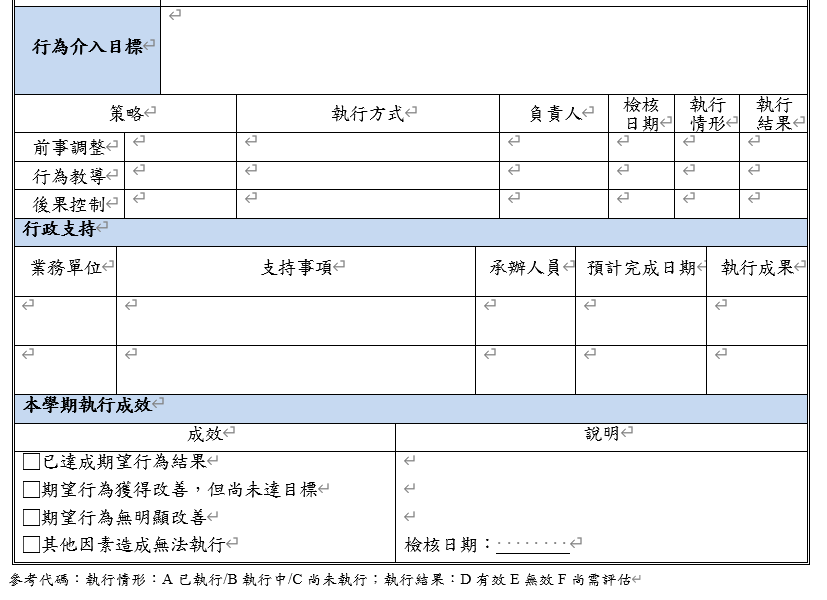 行為介入目標
策略 執行方式 負責人 檢核日期 執行情形 執行結果
前事調整
行為教導
後果控制
行政支持
業務單位 支持事項 承辦人員 預計完成日期 執行成果
本學期執行成效
成效 說明
□已達成期望行為結果
□期望行為獲得改善，但尚未達目標
□期望行為無明顯改善
□其他因素造成無法執行 檢核日期：
參考代碼：執行情形：A 已執行/B 執行中/C 尚未執行；執行結果：D 有效 E 無效 F 尚需評估